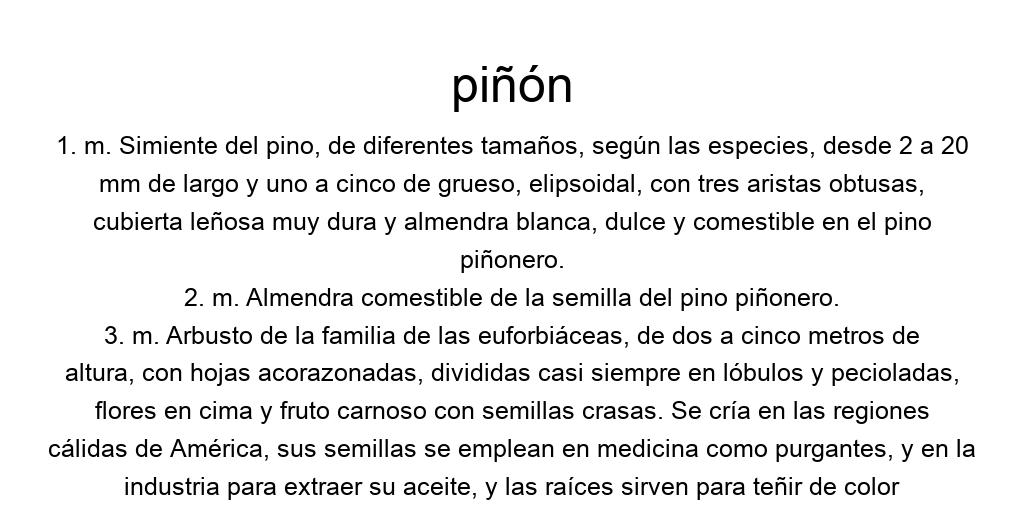 piñón
1. m. Simiente del pino, de diferentes tamaños, según las especies, desde 2 a 20
mm de largo y uno a cinco de grueso, elipsoidal, con tres aristas obtusas,
cubierta leñosa muy dura y almendra blanca, dulce y comestible en el pino
piñonero.
2. m. Almendra comestible de la semilla del pino piñonero.
3. m. Arbusto de la familia de las euforbiáceas, de dos a cinco metros de
altura, con hojas acorazonadas, divididas casi siempre en lóbulos y pecioladas,
flores en cima y fruto carnoso con semillas crasas. Se cría en las regiones
cálidas de América, sus semillas se emplean en medicina como purgantes, y en la
industria para extraer su aceite, y las raíces sirven para teñir de color